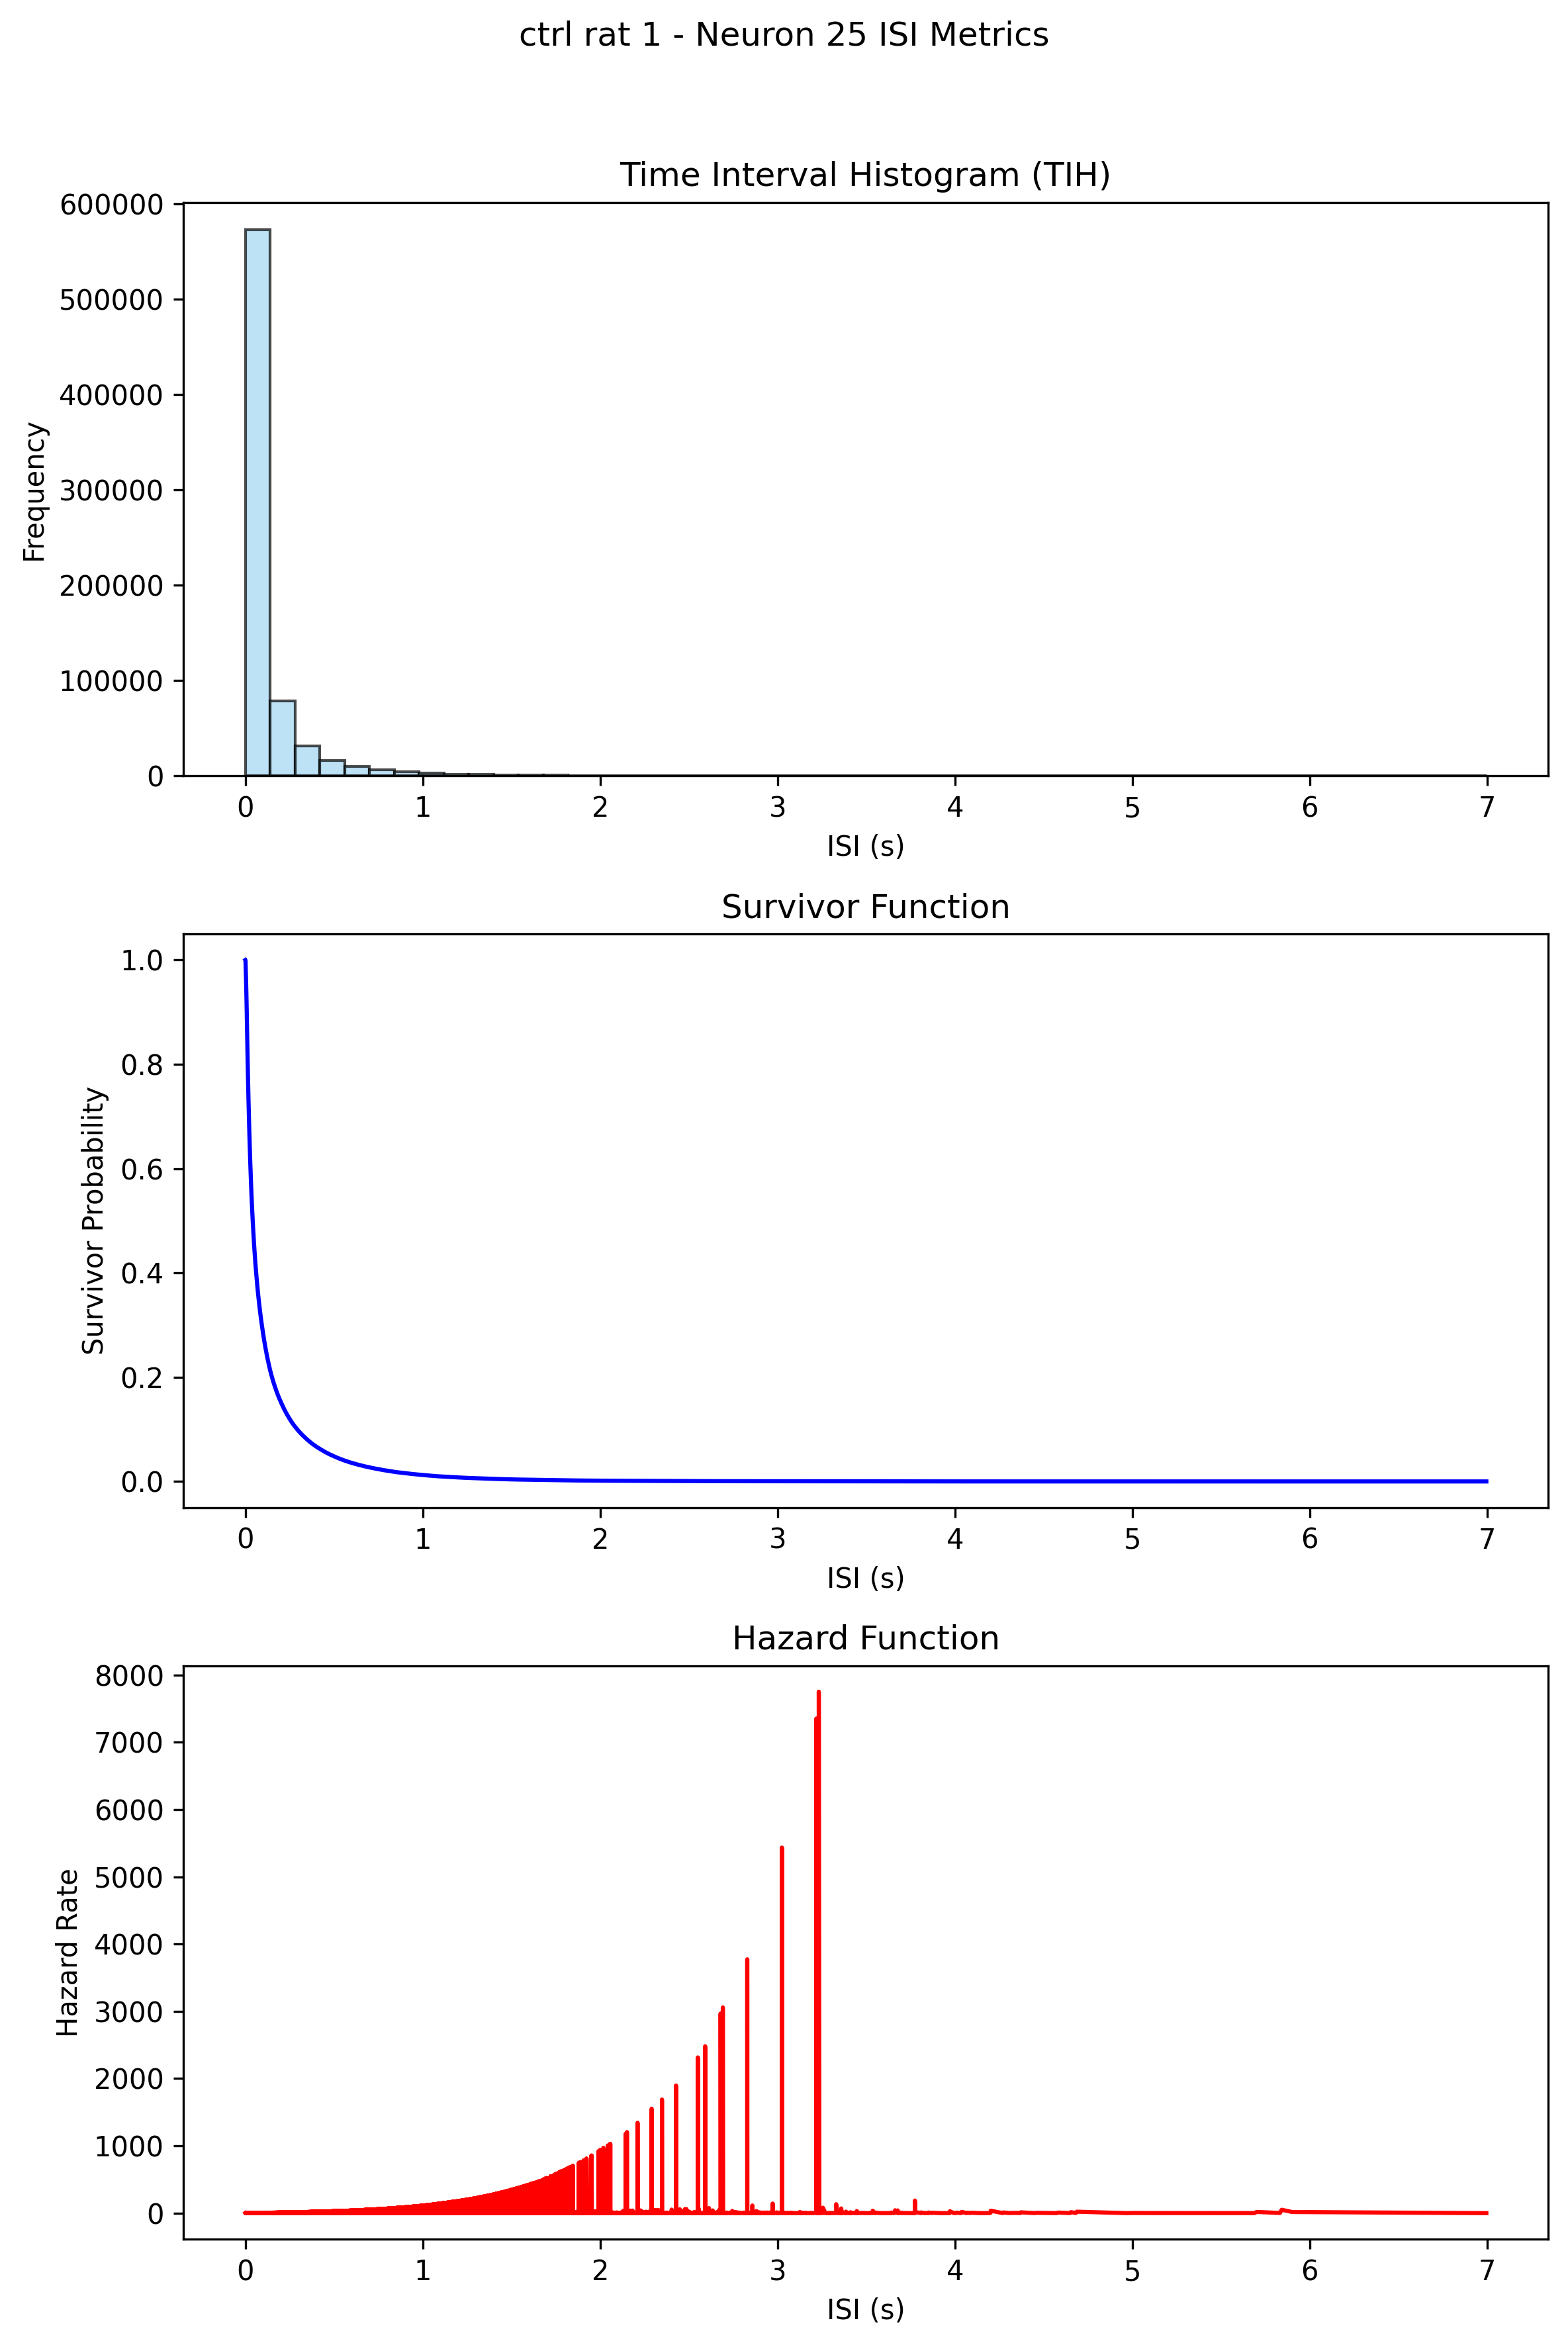 ctrl rat 1 - Neuron 25 ISI Metrics
Time Interval Histogram (TIH)
600000
500000
400000
300000
200000
100000
0
Frequency
0 1 2 3 4 5 6 7
ISI (s)
Survivor Function
1.0
0.8
0.6
0.4
0.2
0.0
Survivor Probability
0 1 2 3 4 5 6 7
ISI (s)
Hazard Function
8000
7000
6000
5000
4000
3000
2000
1000
0
Hazard Rate
0 1 2 3 4 5 6 7
ISI (s)